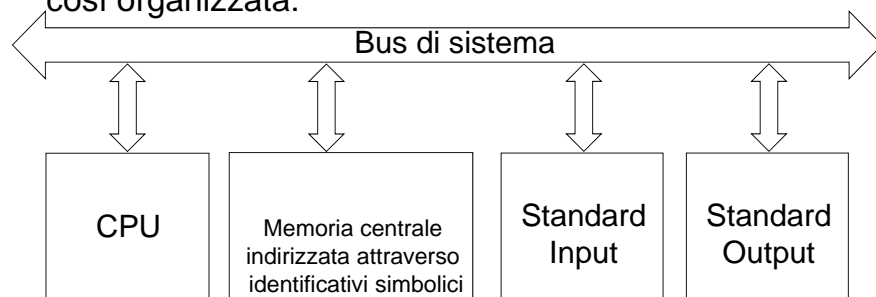 così organizzata:
Bus di sistema
CPU
Memoria centrale
indirizzata attraverso
identificativi simbolici
Standard
Input
Standard
Output